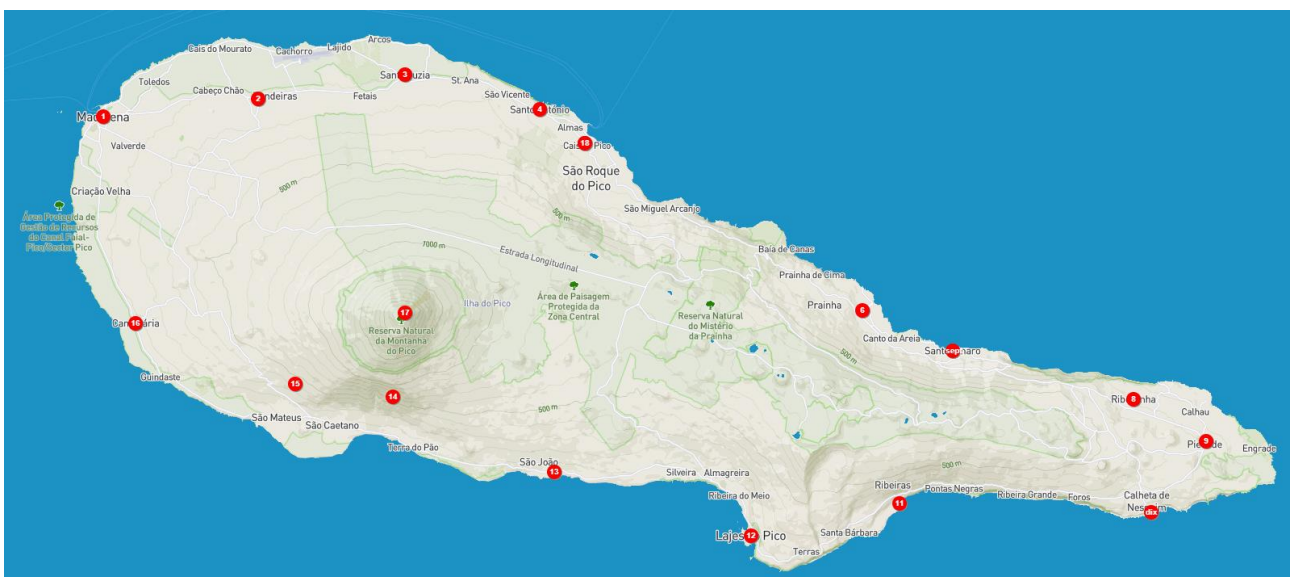 Arcos
Cais do Mourato
Cachorro
Lajido
3
Toledos
St. Ana
Cabeço Chão
2
Fetais
São Vicente
4
1
Almas
Valverde
18
Pico
São Roque
do Pico
Criação Velha
500 m
São Miguel Arcanjo
Área Protegida de
Gestão de Recursos
do Canal Faial-
Pico/Sector Pico
500 m
1000 m
Estrada Longitudinal
Baía de Canas
Prainha de Cima
Ilha do Pico
Área de Paisagem
Protegida da
Zona Central
Prainha
6
17
Reserva Natural
da Montanha
do Pico
Reserva Natural
do Mistério
da Prainha
16
Canto da Areia
sep
500 m
Guindaste
15
14
8
Calhau
500 m
São Mateus
São Caetano
9
Engrade
Terra do Pão
São João
13
Silveira
Almagreira
500 m
Ribeiras
Pontas Negras
Ribeira Grande
Foros
Calheta de
Ribeira do Meio
11
dix
12
Pico
Santa Bárbara
Terras